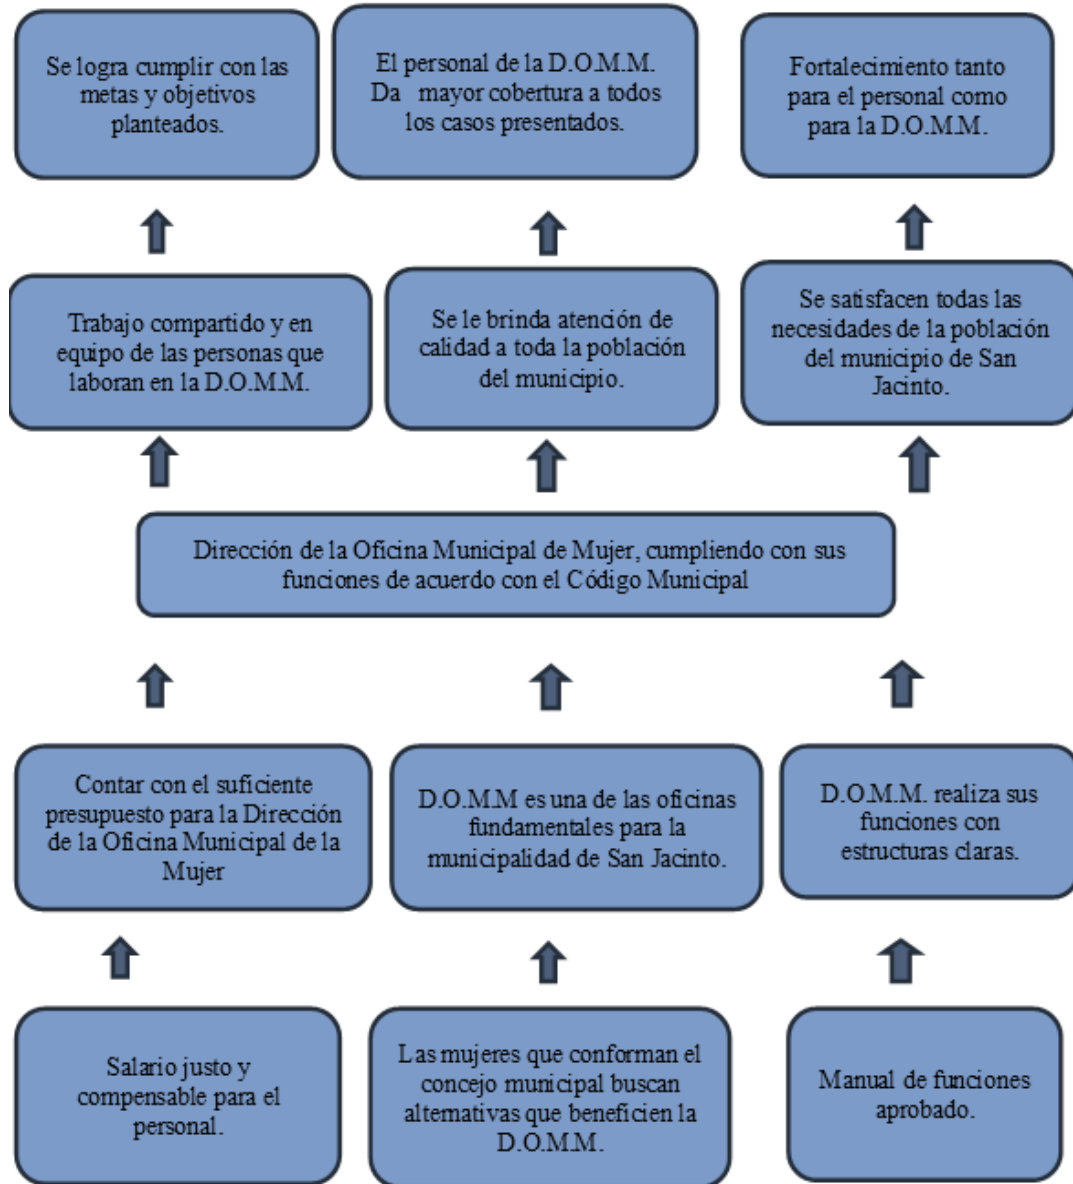 Se logra cumplir con las
metas y objetivos
planteados.
El personal de la D.O.M.M.
Da mayor cobertura a todos
los casos presentados.
Fortalecimiento tanto
para el personal como
para la D.O.M.M.
Trabajo compartido y en
equipo de las personas que
laboran en la D.O.M.M.
Se le brinda atención de
calidad a toda la población
del municipio.
Se satisfacen todas las
necesidades de la población
del municipio de San
Jacinto.
Dirección de la Oficina Municipal de Mujer, cumpliendo con sus
funciones de acuerdo con el Código Municipal
Contar con el suficiente
presupuesto para la Dirección
de la Oficina Municipal de la
Mujer
D.O.M.M es una de las oficinas
fundamentales para la
municipalidad de San Jacinto.
D.O.M.M. realiza sus
funciones con
estructuras claras.
Salario justo y
compensable para el
personal.
Las mujeres que conforman el
concejo municipal buscan
alternativas que beneficien la
D.O.M.M.
Manual de funciones
aprobado.